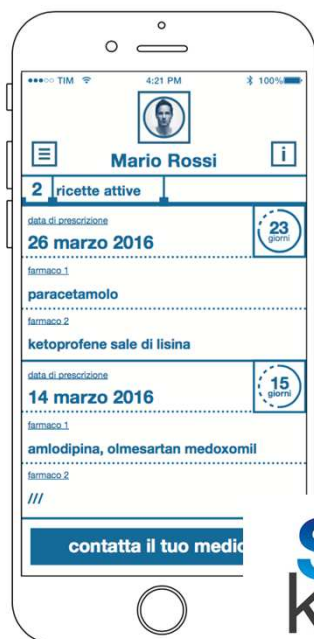 TIM 4:21 PM 100%
i
Mario Rossi
2 ricette attive
data di prescrizione
26 marzo 2016
23
giorni
farmaco 1
paracetamolo
farmaco 2
ketoprofene sale di lisina
data di prescrizione
14 marzo 2016
15
giorni
farmaco 1
amlodipina, olmesartan medoxomil
farmaco 2
///
contatta il tuo